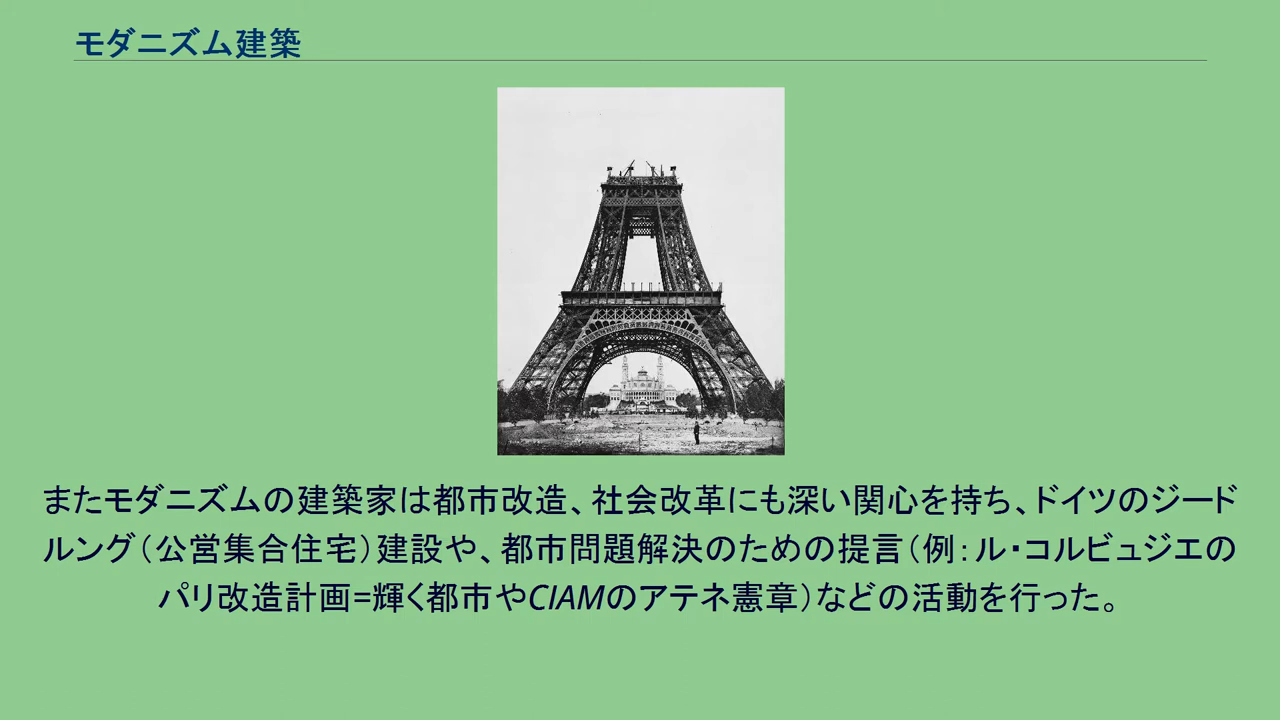 モダニズム建築
またモダニズムの建築家は都市改造、社会改革にも深い関心を持ち、ドイツのジード
ルング（公営集合住宅）建設や、都市問題解決のための提言（例：ル・コルビュジエの
パリ改造計画=輝く都市やCIAMのアテネ憲章）などの活動を行った。